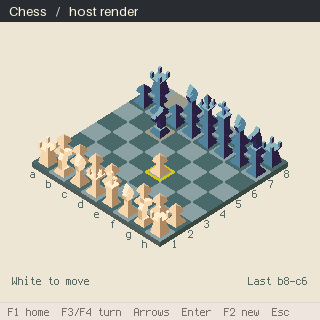 Chess / host render
a b c d e f g h
1 2 3 4 5 6 7 8
White to move
Last b8-c6
F1 home F3/F4 turn Arrows Enter F2 new Esc